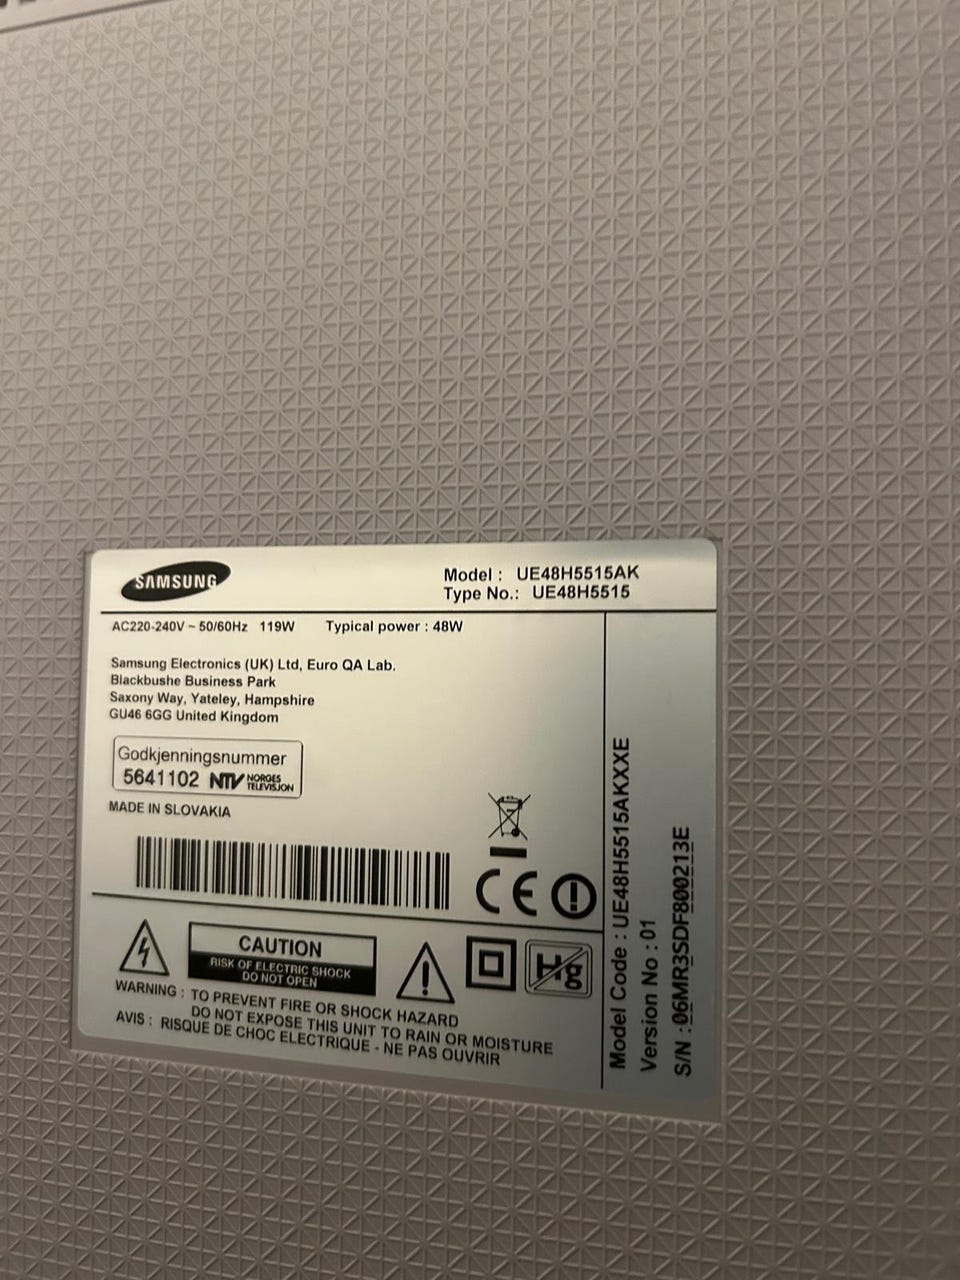 SAMSUNG
Model : UE48H5515AK
Type No.: UE48H5515
AC220-240V ~ 50/60Hz 119W Typical power : 48W
Samsung Electronics (UK) Ltd, Euro QA Lab.
Blackbushe Business Park
Saxony Way, Yateley, Hampshire
GU46 6GG United Kingdom
Godkjenningsnummer
5641102 NTV NORGES
TELEVISJON
MADE IN SLOVAKIA
CE
Hg
CAUTION
RISK OF ELECTRIC SHOCK
DO NOT OPEN
WARNING : TO PREVENT FIRE OR SHOCK HAZARD
DO NOT EXPOSE THIS UNIT TO RAIN OR MOISTURE
AVIS : RISQUE DE CHOC ELECTRIQUE - NE PAS OUVRIR
Model Code : UE48H5515AKXXE
Version No : 01
S/N : 06MR3SDF800213E